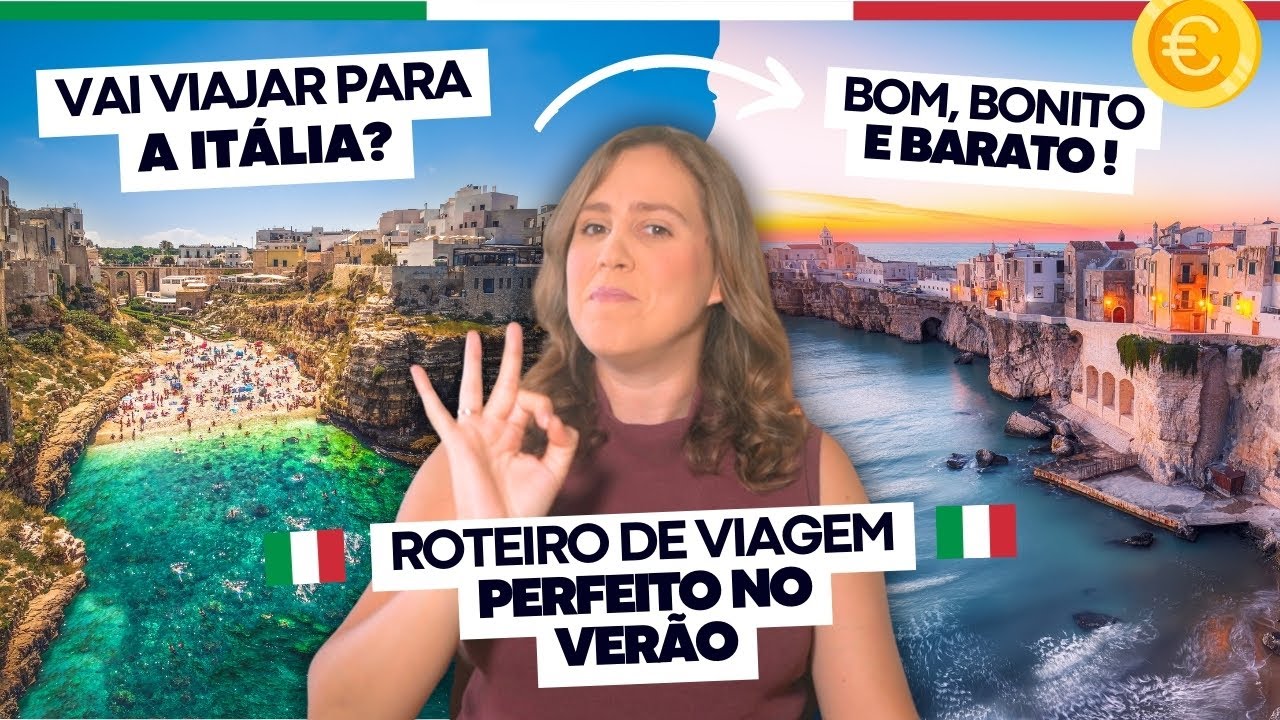 VAI VIAJAR PARA
A ITÁLIA?
BOM, BONITO
E BARATO !
ROTEIRO DE VIAGEM
PERFEITO NO
VERÃO